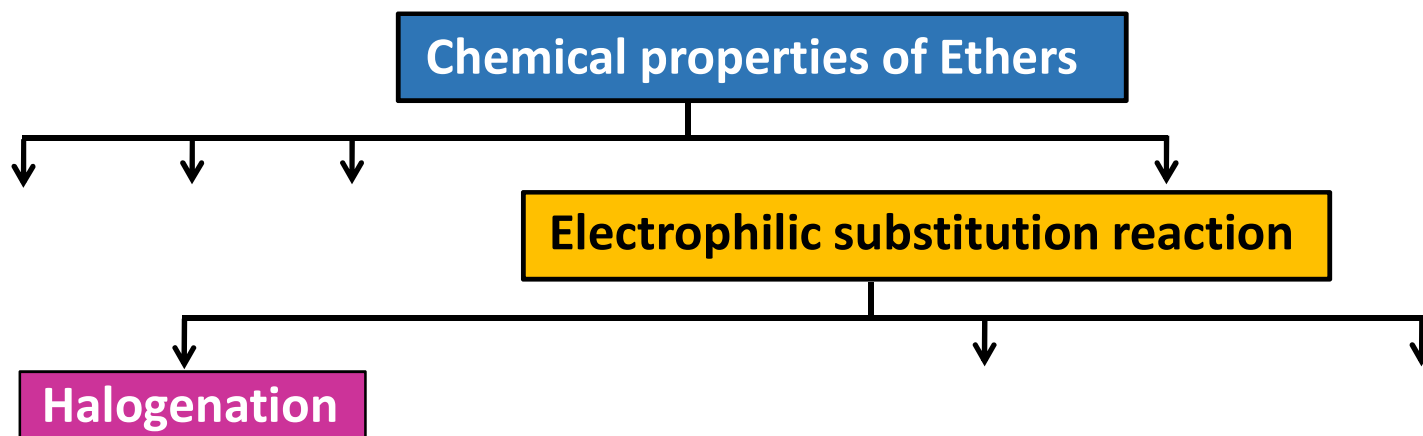 Chemical properties of Ethers
Electrophilic substitution reaction
Halogenation